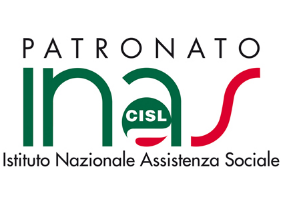 PATRONATO
inas
CISL
Istituto Nazionale Assistenza Sociale